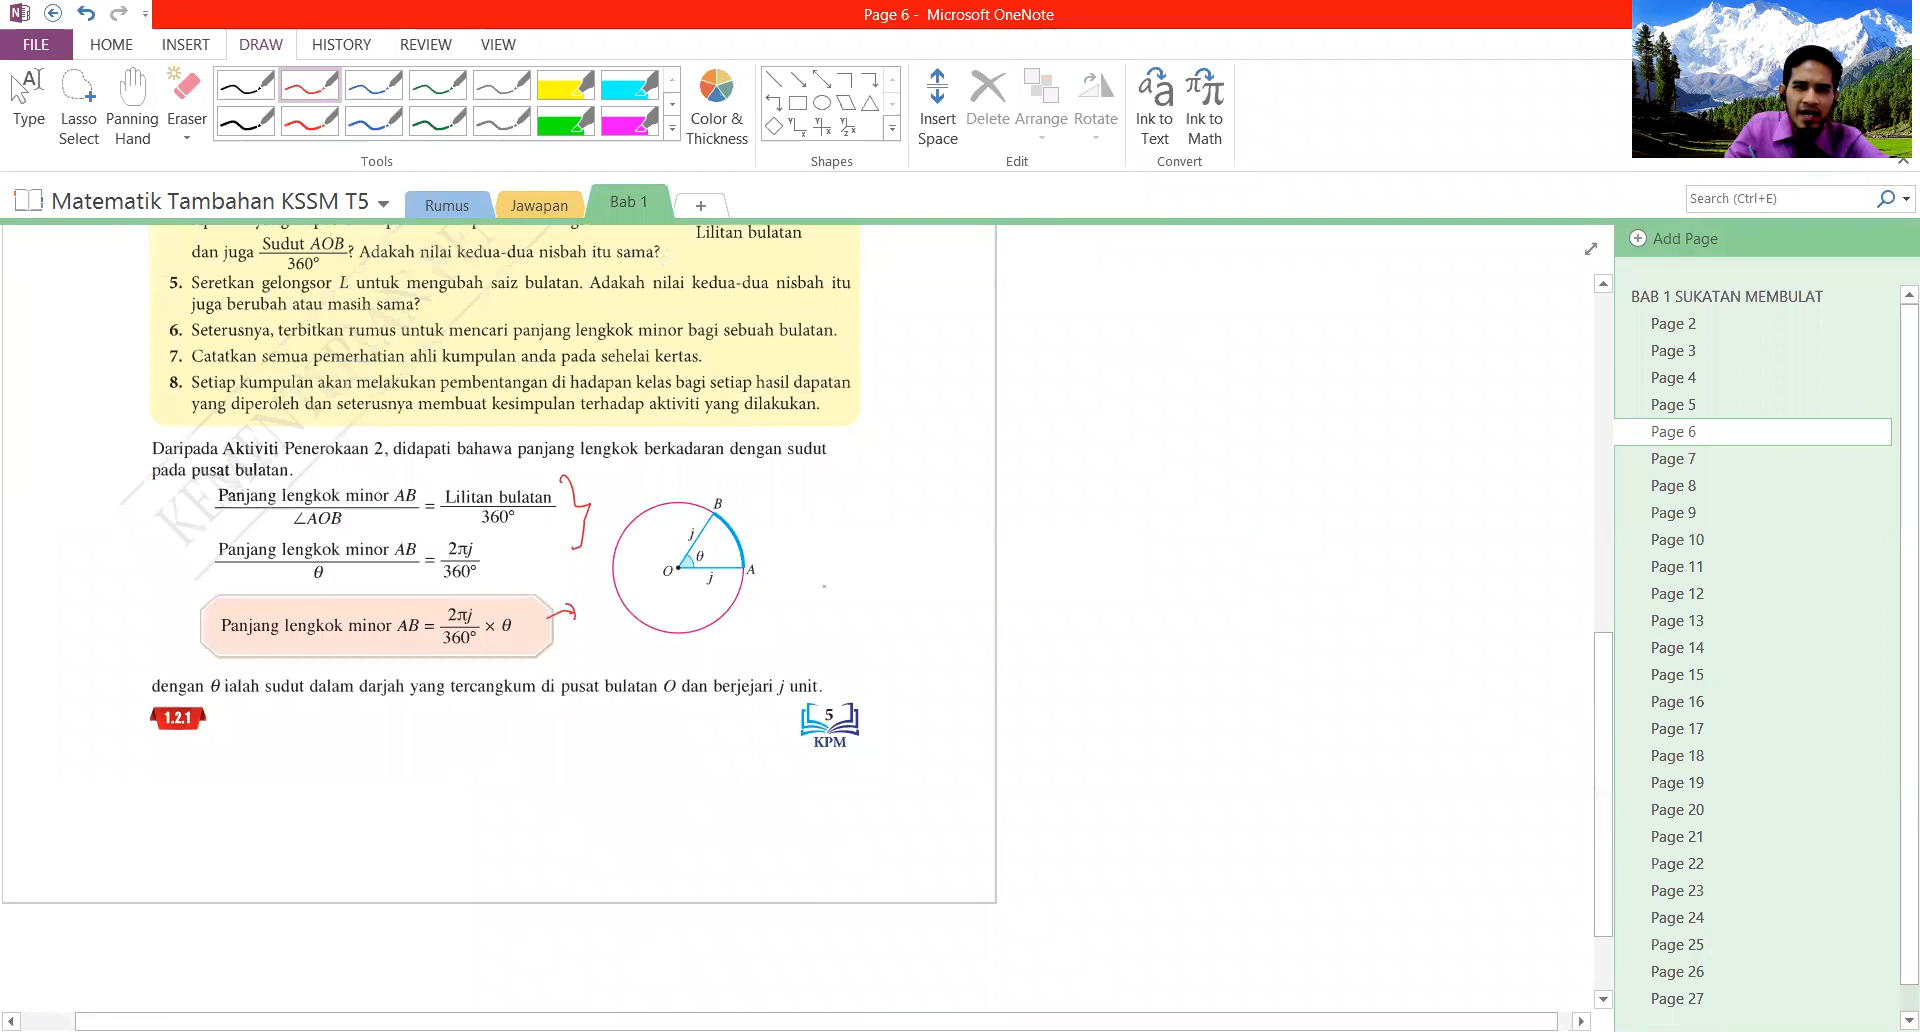 Page 6 - Microsoft OneNote
FILE HOME INSERT DRAW HISTORY REVIEW VIEW
Type
Lasso Select
Panning Hand
Eraser
Color & Thickness
Insert Space
Delete
Arrange
Rotate
Ink to Text
Ink to Math
Tools
Shapes
Edit
Convert
Matematik Tambahan KSSM T5
Rumus
Jawapan
Bab 1
+
Search (Ctrl+E)
Lilitan bulatan
dan juga Sudut AOB / 360° ? Adakah nilai kedua-dua nisbah itu sama?
5. Seretkan gelongsor L untuk mengubah saiz bulatan. Adakah nilai kedua-dua nisbah itu
juga berubah atau masih sama?
6. Seterusnya, terbitkan rumus untuk mencari panjang lengkok minor bagi sebuah bulatan.
7. Catatkan semua pemerhatian ahli kumpulan anda pada sehelai kertas.
8. Setiap kumpulan akan melakukan pembentangan di hadapan kelas bagi setiap hasil dapatan
yang diperoleh dan seterusnya membuat kesimpulan terhadap aktiviti yang dilakukan.
Daripada Aktiviti Penerokaan 2, didapati bahawa panjang lengkok berkadaran dengan sudut
pada pusat bulatan.
Panjang lengkok minor AB / ∠AOB = Lilitan bulatan / 360°
Panjang lengkok minor AB / θ = 2πj / 360°
Panjang lengkok minor AB = 2πj / 360° × θ
B
j
θ
O
j
A
dengan θ ialah sudut dalam darjah yang tercangkum di pusat bulatan O dan berjejari j unit.
1.2.1
5
KPM
Add Page
BAB 1 SUKATAN MEMBULAT
Page 2
Page 3
Page 4
Page 5
Page 6
Page 7
Page 8
Page 9
Page 10
Page 11
Page 12
Page 13
Page 14
Page 15
Page 16
Page 17
Page 18
Page 19
Page 20
Page 21
Page 22
Page 23
Page 24
Page 25
Page 26
Page 27